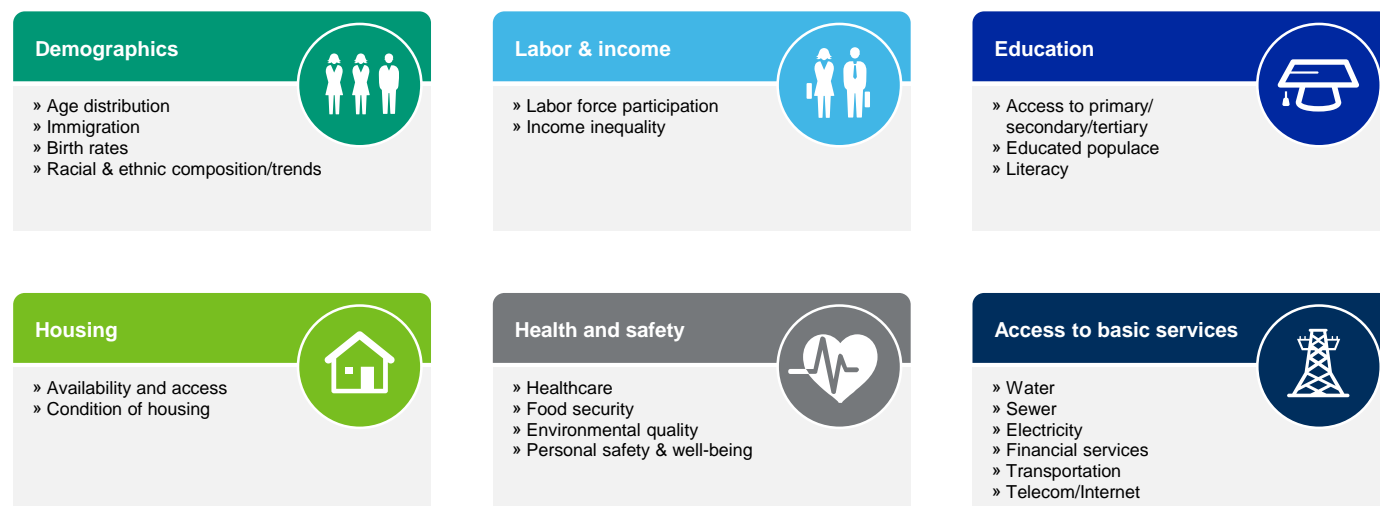 Demographics
» Age distribution
» Immigration
» Birth rates
» Racial & ethnic composition/trends
Labor & income
» Labor force participation
» Income inequality
Education
» Access to primary/
secondary/tertiary
» Educated populace
» Literacy
Housing
» Availability and access
» Condition of housing
Health and safety
» Healthcare
» Food security
» Environmental quality
» Personal safety & well-being
Access to basic services
» Water
» Sewer
» Electricity
» Financial services
» Transportation
» Telecom/Internet